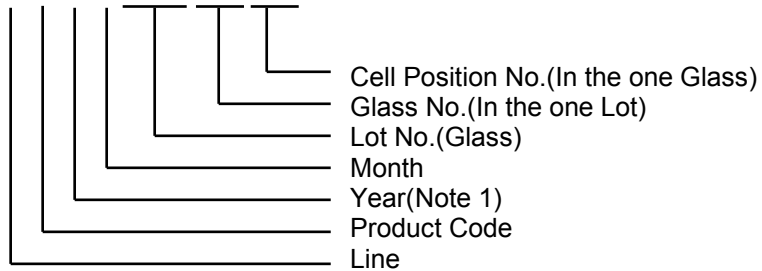 Cell Position No.(In the one Glass)
Glass No.(In the one Lot)
Lot No.(Glass)
Month
Year(Note 1)
Product Code
Line